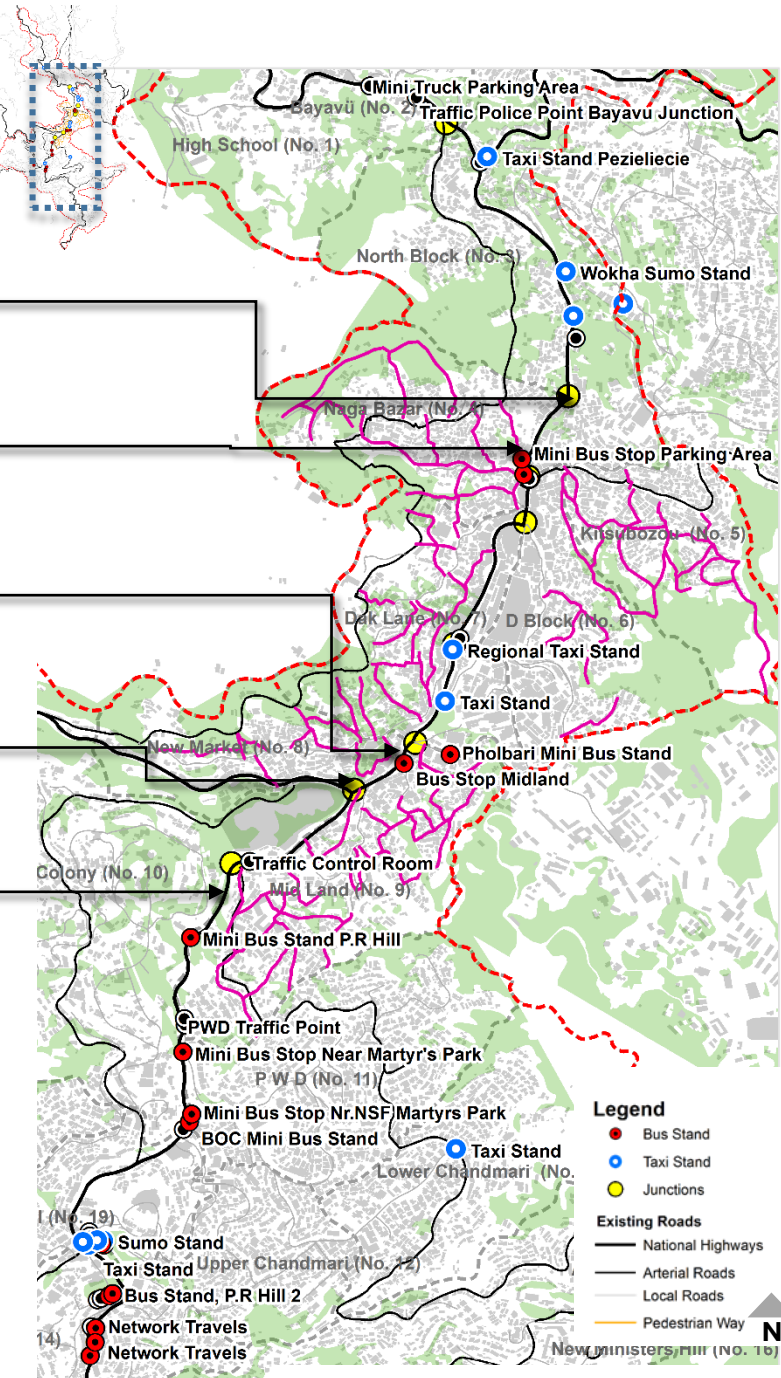 Mini Truck Parking Area
Bayavü (No. 2)
Traffic Police Point Bayavu Junction
High School (No. 1)
Taxi Stand Pezieliecie
North Block (No. 3)
Wokha Sumo Stand
Naga Bazar (No. 4)
Mini Bus Stop Parking Area
Kitsubozou (No. 5)
Dak Lane (No. 7)
D Block (No. 6)
Regional Taxi Stand
Taxi Stand
New Market (No. 8)
Pholbari Mini Bus Stand
Bus Stop Midland
Traffic Control Room
Colony (No. 10)
Mid Land (No. 9)
Mini Bus Stand P.R Hill
PWD Traffic Point
Mini Bus Stop Near Martyr's Park
P W D (No. 11)
Mini Bus Stop Nr.NSF Martyrs Park
BOC Mini Bus Stand
Taxi Stand
Lower Chandmari (No.
l (No. 19)
Sumo Stand
Upper Chandmari (No. 12)
Taxi Stand
Bus Stand, P.R Hill 2
Network Travels
14)
Network Travels
New Ministers Hill (No. 16)
Legend
Bus Stand
Taxi Stand
Junctions
Existing Roads
National Highways
Arterial Roads
Local Roads
Pedestrian Way
N